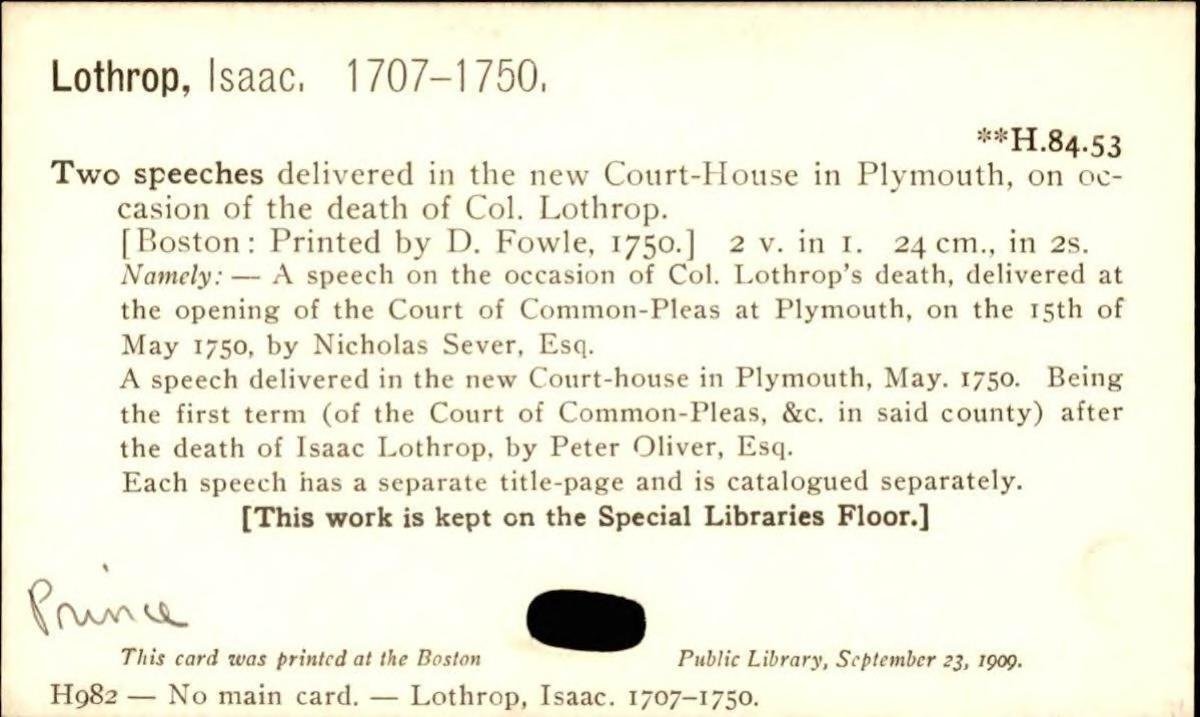 Lothrop, Isaac. 1707–1750.
**H.84.53
Two speeches delivered in the new Court-House in Plymouth, on oc-
casion of the death of Col. Lothrop.
[Boston: Printed by D. Fowle, 1750.] 2 v. in 1. 24 cm., in 2s.
Namely: — A speech on the occasion of Col. Lothrop's death, delivered at
the opening of the Court of Common-Pleas at Plymouth, on the 15th of
May 1750, by Nicholas Sever, Esq.
A speech delivered in the new Court-house in Plymouth, May. 1750. Being
the first term (of the Court of Common-Pleas, &c. in said county) after
the death of Isaac Lothrop, by Peter Oliver, Esq.
Each speech has a separate title-page and is catalogued separately.
[This work is kept on the Special Libraries Floor.]
Prince
This card was printed at the Boston Public Library, September 23, 1909.
H982 — No main card. — Lothrop, Isaac. 1707–1750.